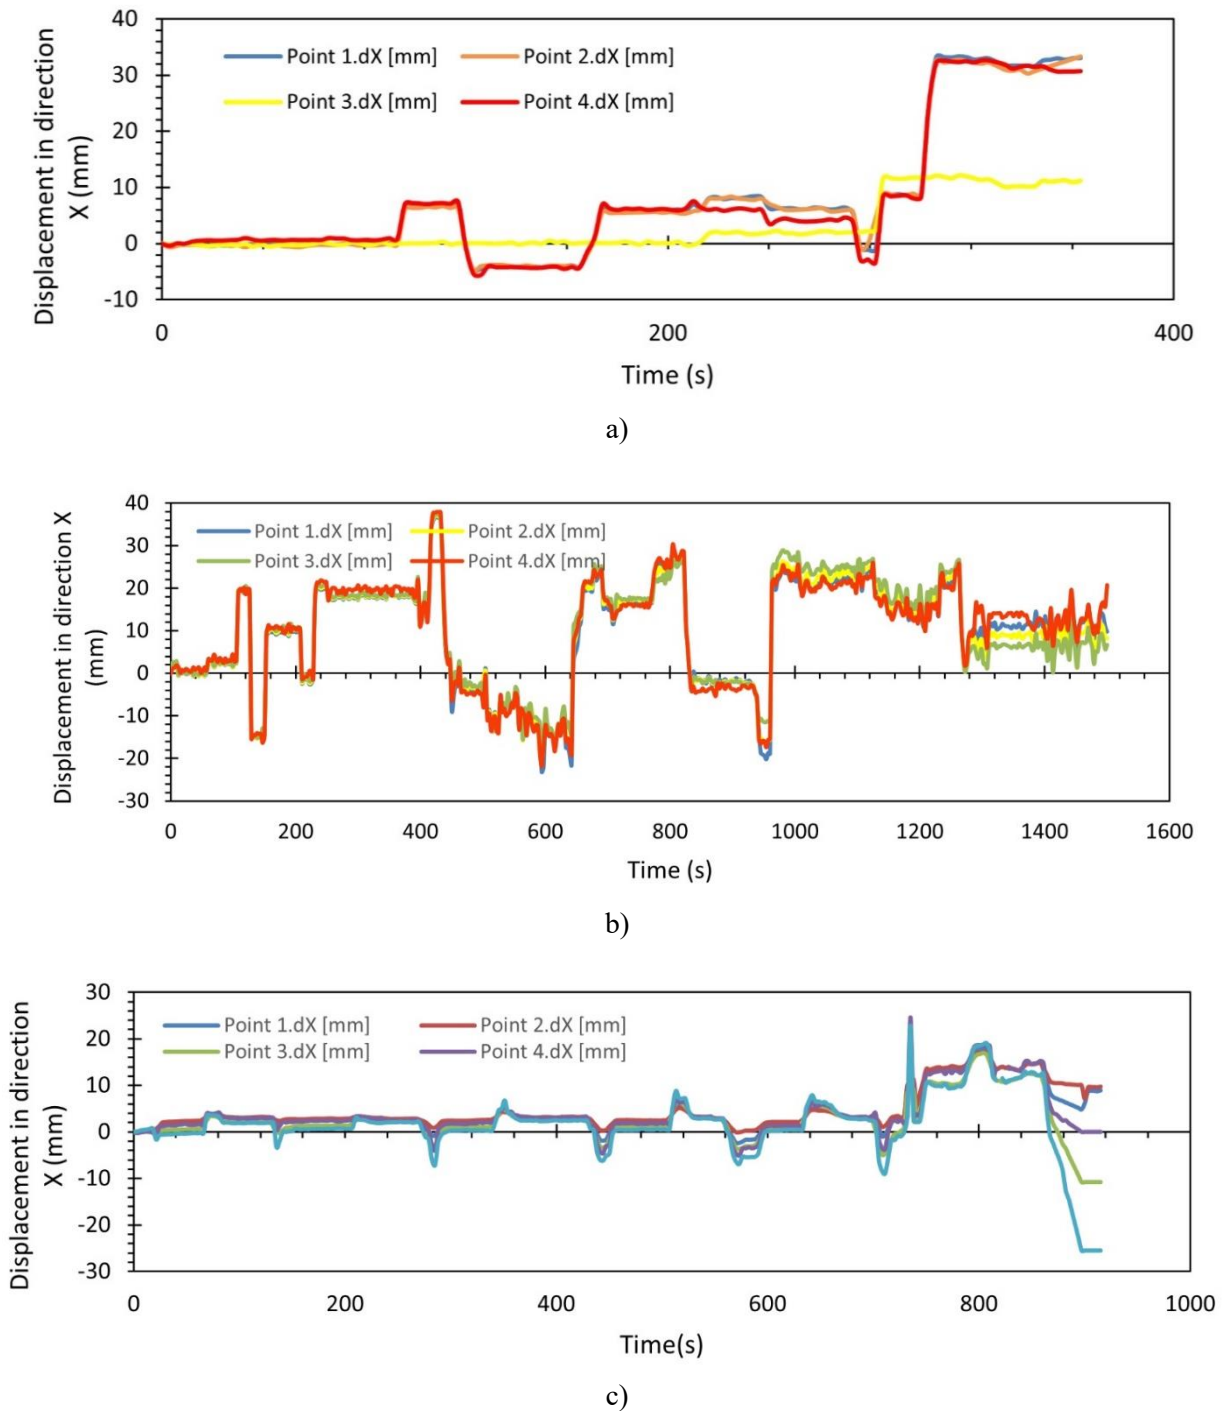 40
30
20
10
0
-10
Point 1.dX [mm] Point 2.dX [mm]
Point 3.dX [mm] Point 4.dX [mm]
Displacement in direction
X (mm)
0 200 400
Time (s)
a)
40
30
20
10
0
-10
-20
-30
Point 1.dX [mm] Point 2.dX [mm]
Point 3.dX [mm] Point 4.dX [mm]
Displacement in direction X
(mm)
0 200 400 600 800 1000 1200 1400 1600
Time (s)
b)
30
20
10
0
-10
-20
-30
Point 1.dX [mm] Point 2.dX [mm]
Point 3.dX [mm] Point 4.dX [mm]
Displacement in direction
X (mm)
0 200 400 600 800 1000
Time(s)
c)